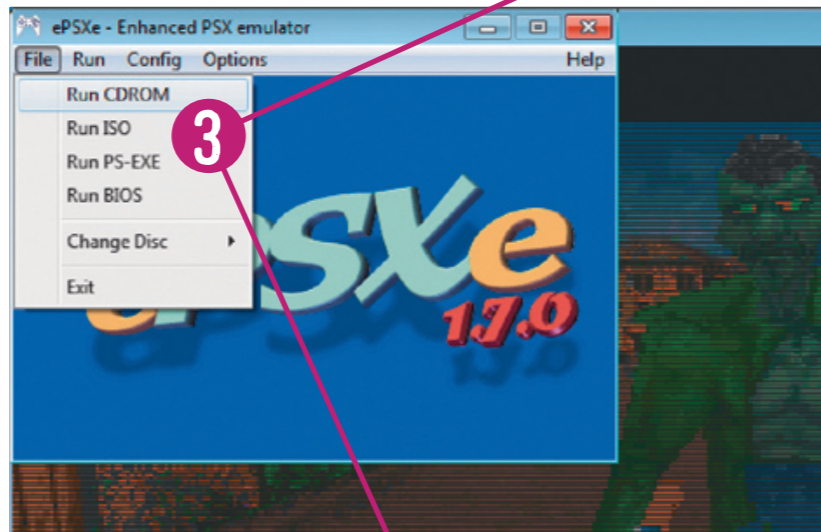 ePSXe - Enhanced PSX emulator
File Run Config Options Help
Run CDROM
Run ISO
Run PS-EXE
Run BIOS
Change Disc
Exit
3
ePSXe
1.7.0